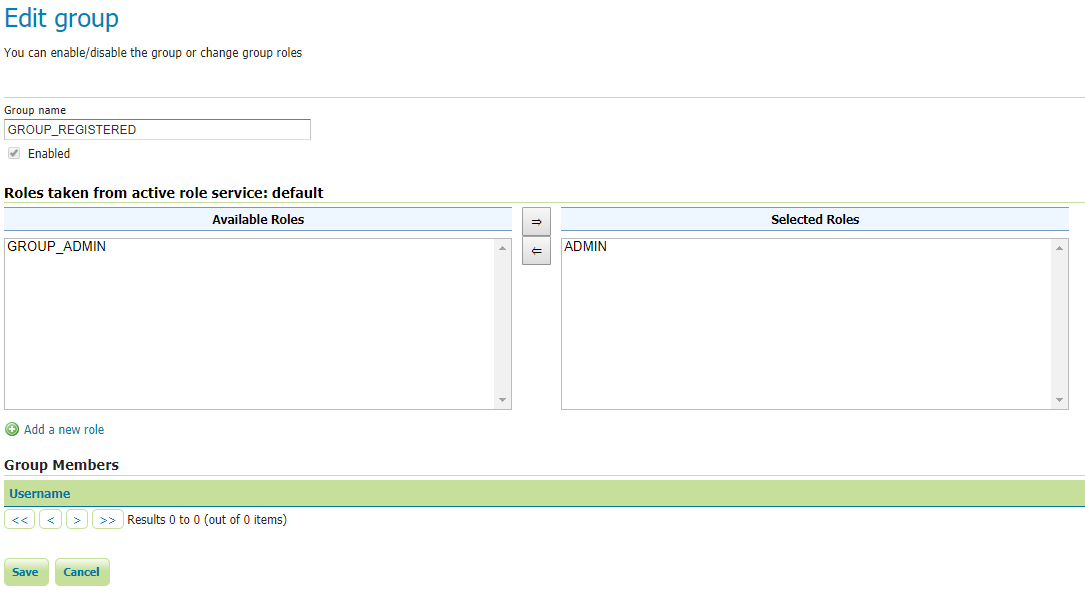 Edit group
You can enable/disable the group or change group roles
Group name
GROUP_REGISTERED
Enabled
Roles taken from active role service: default
Available Roles
⇒
Selected Roles
GROUP_ADMIN
⇐
ADMIN
Add a new role
Group Members
Username
<< < > >> Results 0 to 0 (out of 0 items)
Save Cancel